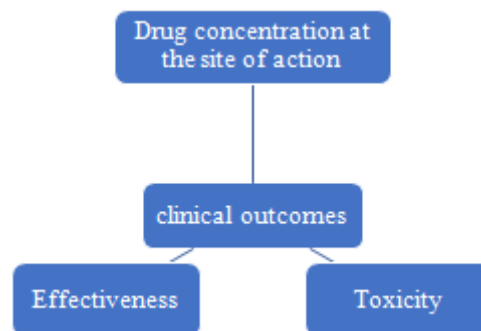 Drug concentration at
the site of action
clinical outcomes
Effectiveness
Toxicity